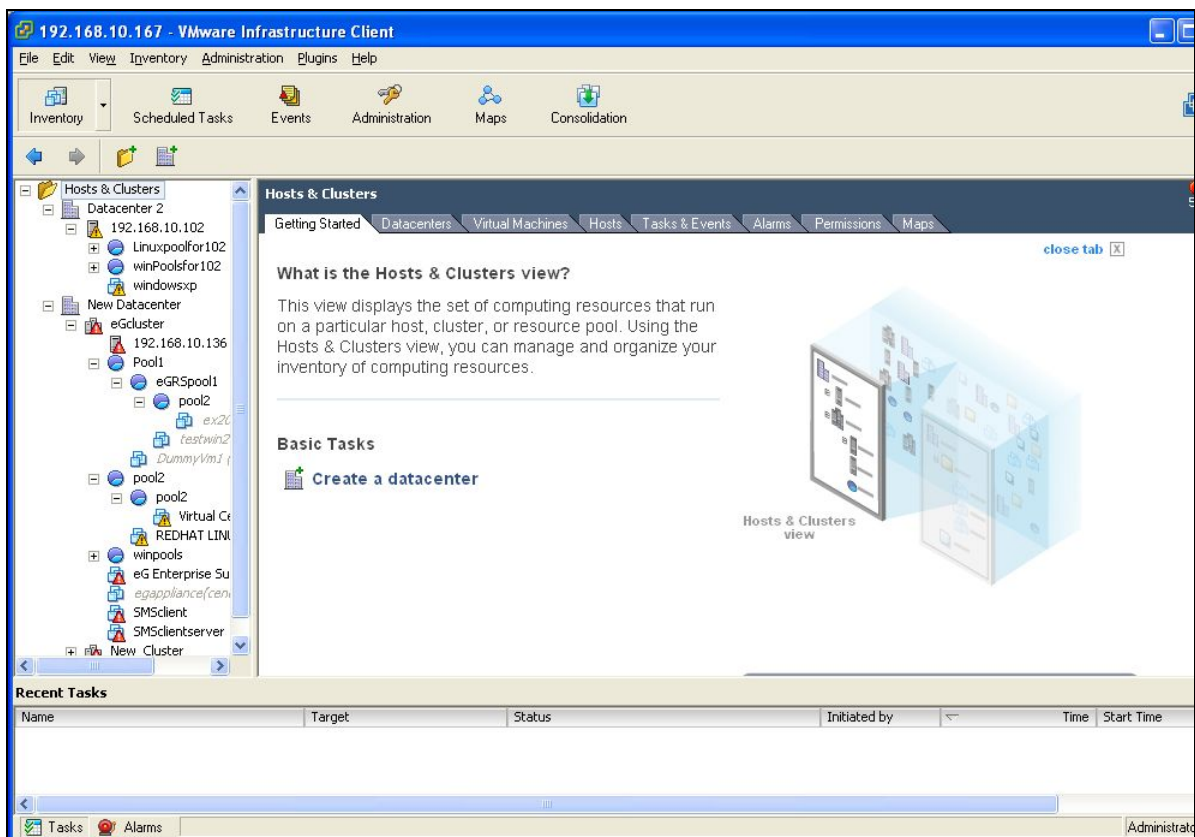 192.168.10.167 - VMware Infrastructure Client
File Edit View Inventory Administration Plugins Help
Inventory Scheduled Tasks Events Administration Maps Consolidation
Hosts & Clusters
Datacenter 2
192.168.10.102
Linuxpoolfor102
winPoolsfor102
windowsxp
New Datacenter
eGcluster
192.168.10.136
Pool1
eGRSpool1
pool2
ex20
testwin2
DummyVm1 (
pool2
pool2
Virtual Ce
REDHAT LINU
winpools
eG Enterprise Su
egappliance(cen
SMSclient
SMSclientserver
New Cluster
Hosts & Clusters
Getting Started Datacenters Virtual Machines Hosts Tasks & Events Alarms Permissions Maps
close tab X
What is the Hosts & Clusters view?
This view displays the set of computing resources that run
on a particular host, cluster, or resource pool. Using the
Hosts & Clusters view, you can manage and organize your
inventory of computing resources.
Basic Tasks
Create a datacenter
Hosts & Clusters
view
Recent Tasks
Name Target Status Initiated by Time Start Time
Tasks Alarms
Administrato